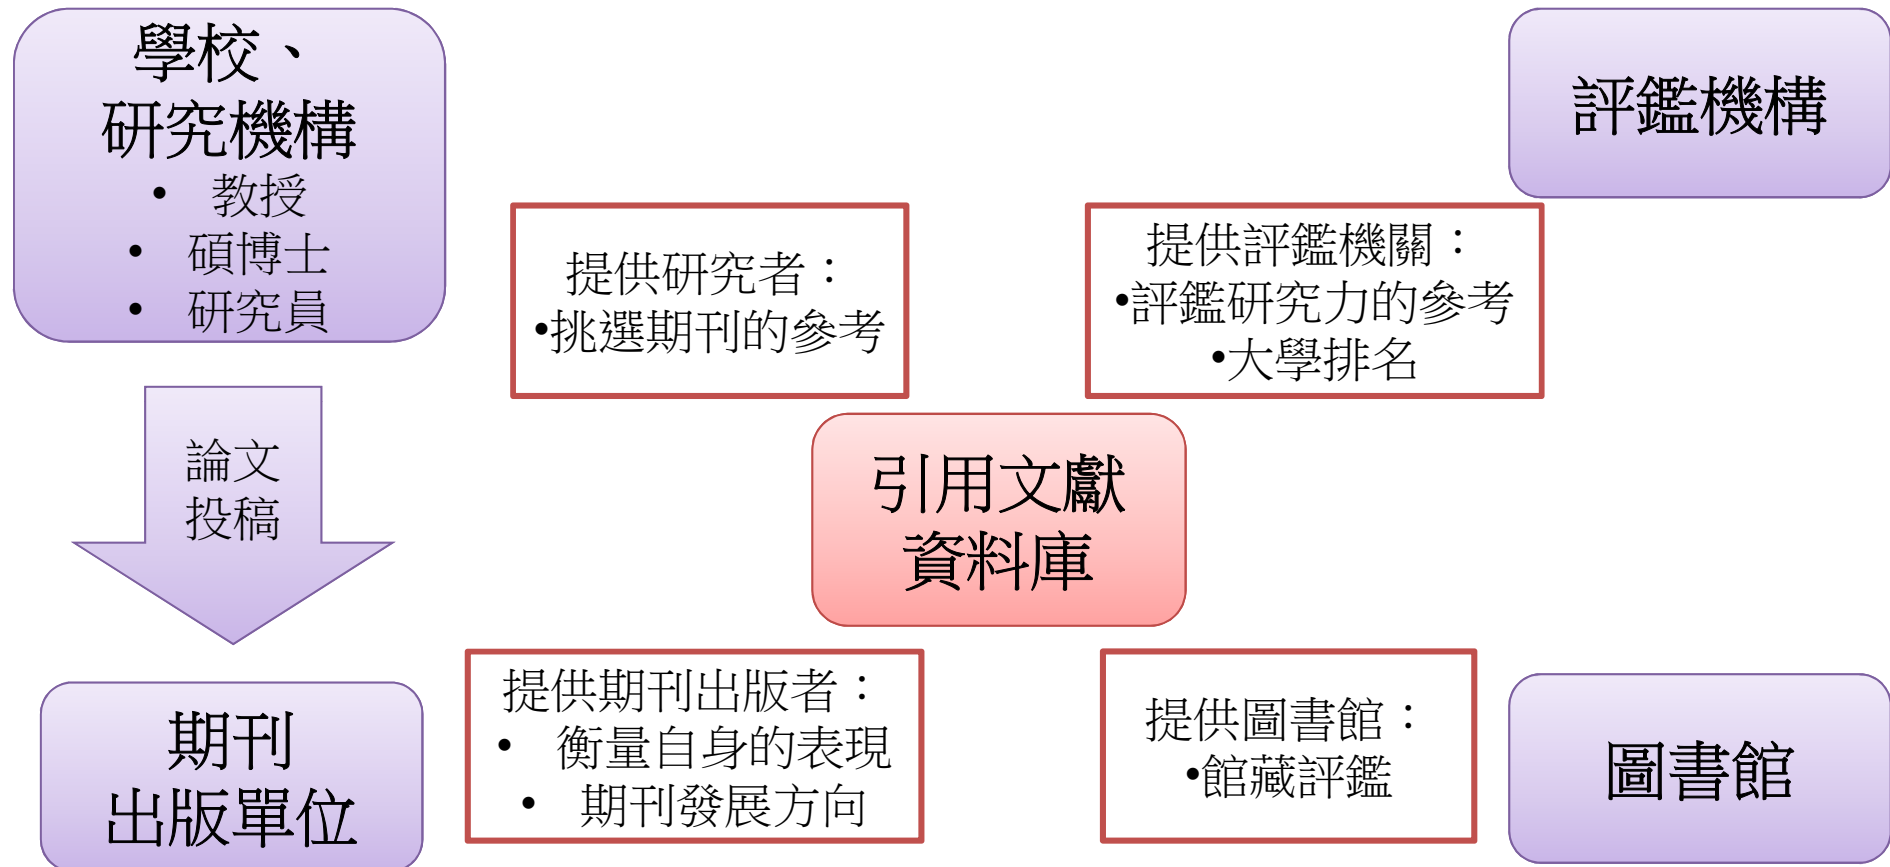 學校、
研究機構
• 教授
• 碩博士
• 研究員
評鑑機構
提供研究者：
•挑選期刊的參考
提供評鑑機關：
•評鑑研究力的參考
•大學排名
論文
投稿
引用文獻
資料庫
期刊
出版單位
提供期刊出版者：
• 衡量自身的表現
• 期刊發展方向
提供圖書館：
•館藏評鑑
圖書館